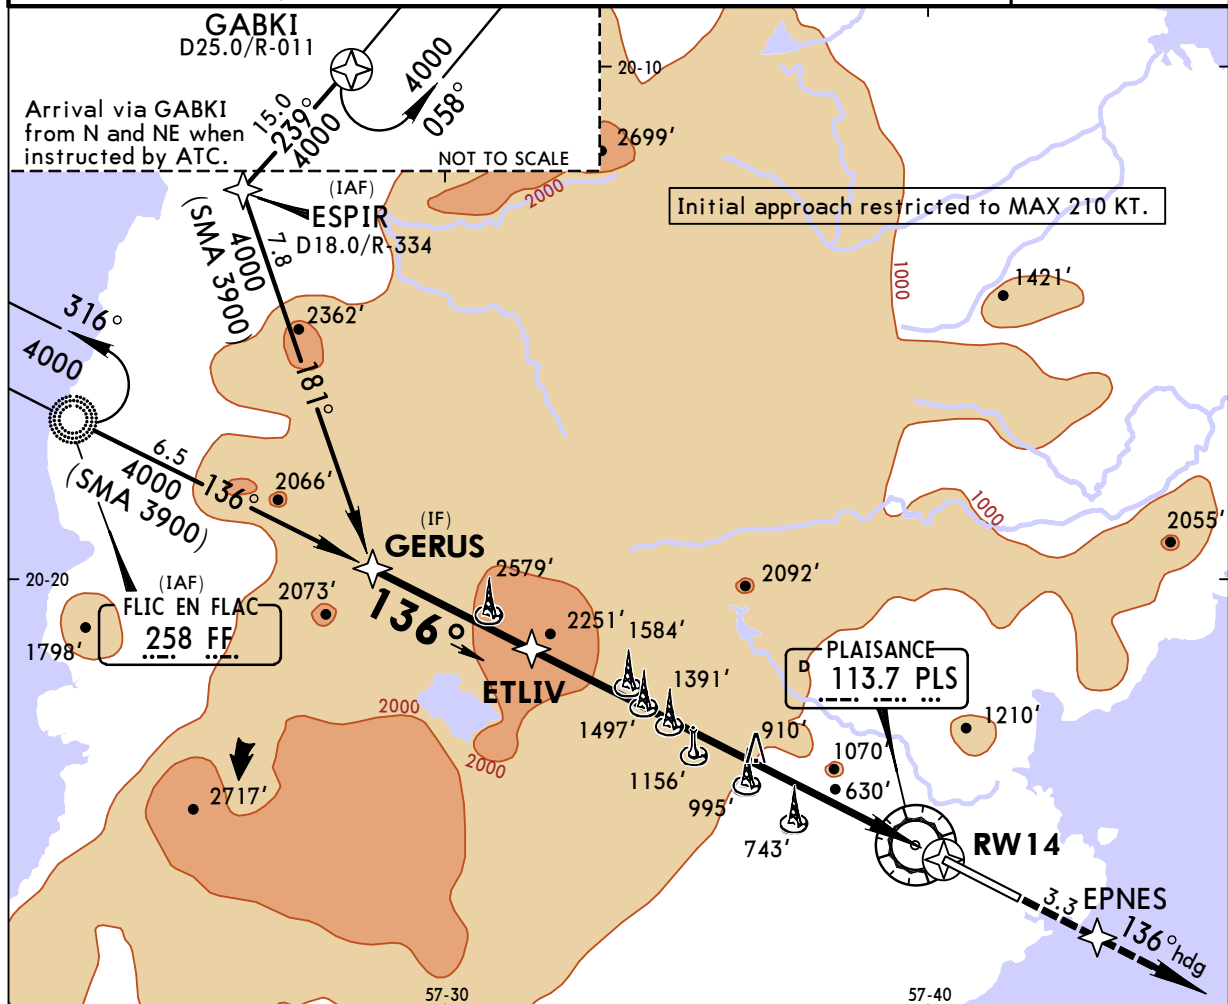 GABKI
D25.0/R-011
Arrival via GABKI
from N and NE when
instructed by ATC.
15.0
239°
4000
4000
058°
NOT TO SCALE
20-10
2699'
2000
(IAF)
ESPIR
D18.0/R-334
Initial approach restricted to MAX 210 KT.
7.8
4000
(SMA 3900)
1000
1421'
316°
4000
2362'
181°
6.5
4000
(SMA 3900)
136°
2066'
1000
2055'
(IF)
GERUS
20-20
(IAF)
FLIC EN FLAC
258 FF
1798'
2073'
136°
2579'
2251'
2092'
1584'
ETLIV
1391'
PLAISANCE
D
113.7 PLS
2000
1497'
910'
1210'
2000
1156'
1070'
2717'
995'
630'
743'
RW14
3.3
EPNES
136° hdg
57-30
57-40